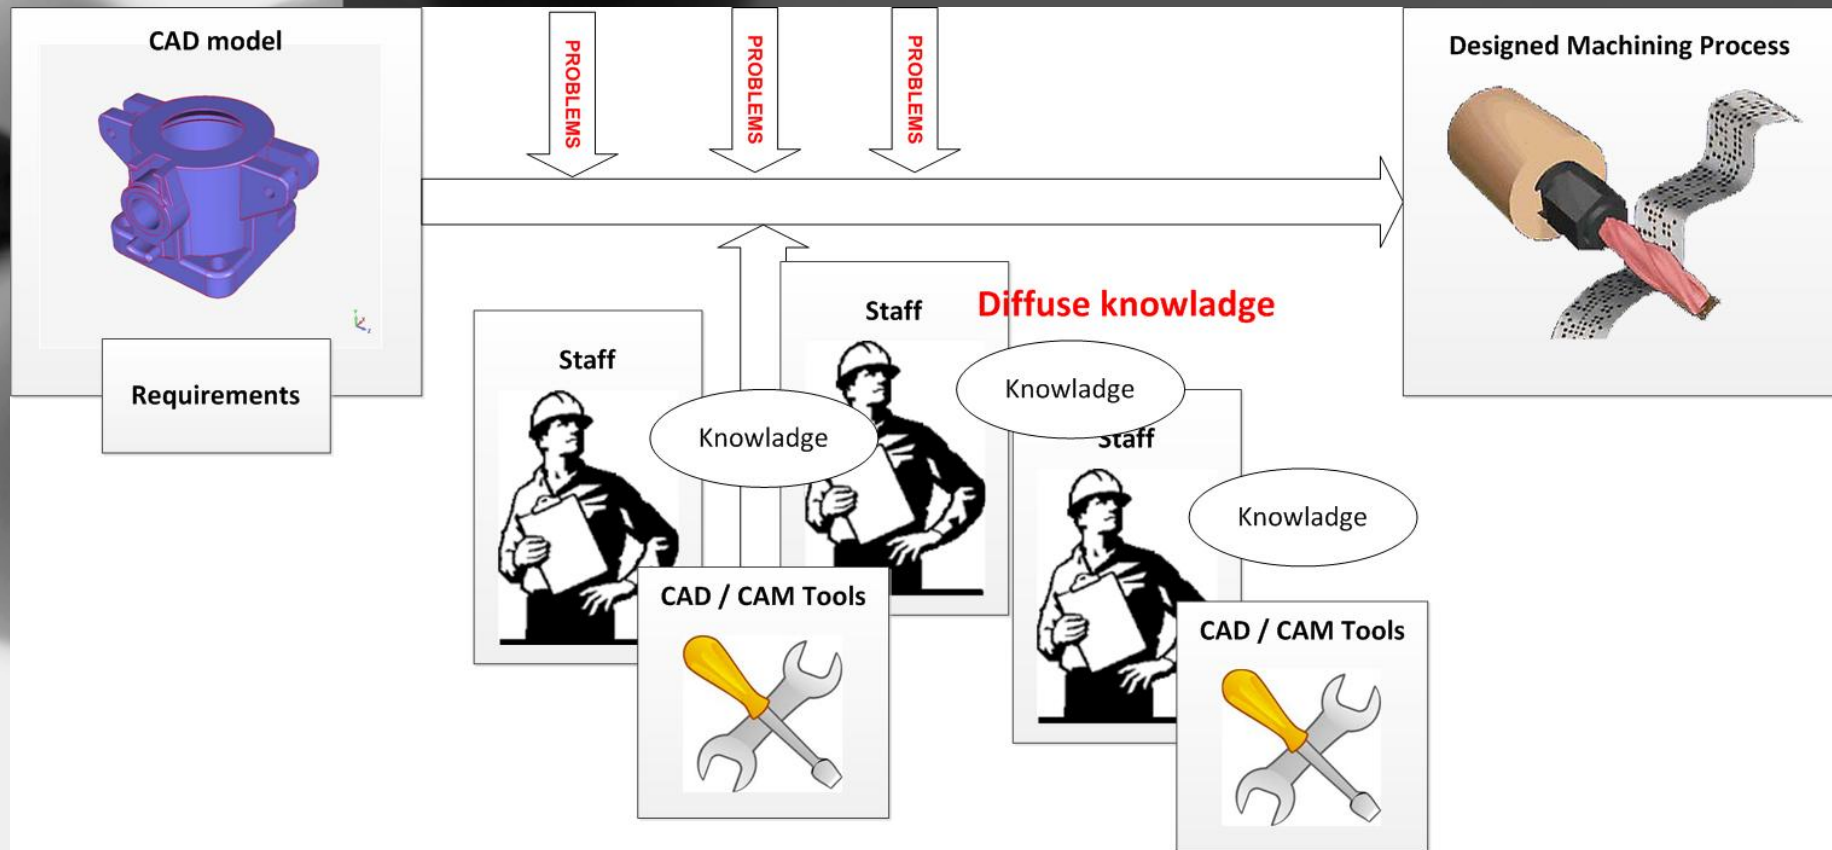 CAD model
Requirements
PROBLEMS
PROBLEMS
PROBLEMS
Designed Machining Process
Staff
Knowladge
CAD / CAM Tools
Staff
Diffuse knowladge
Knowladge
Staff
Knowladge
CAD / CAM Tools